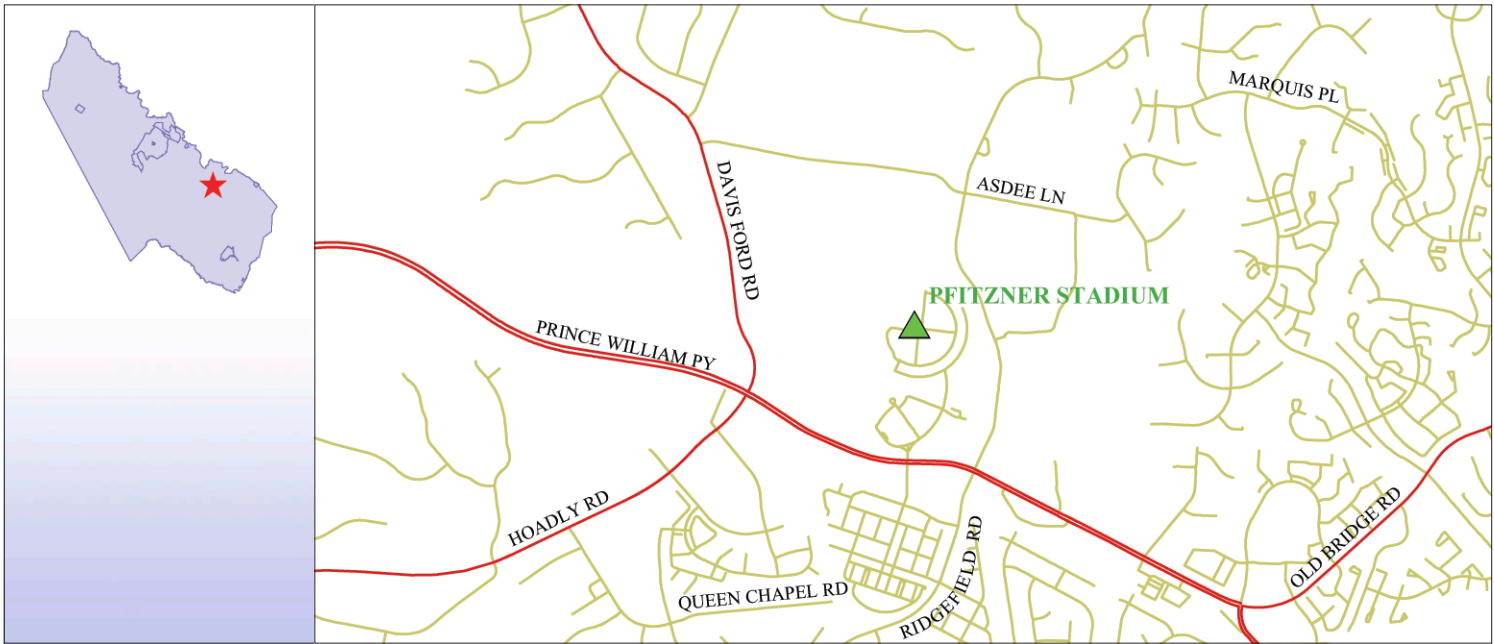 MARQUIS PL
DAVIS FORD RD
ASDEE LN
PFITZNER STADIUM
PRINCE WILLIAM PY
HOADLY RD
OLD BRIDGE RD
RIDGEFIELD RD
QUEEN CHAPEL RD